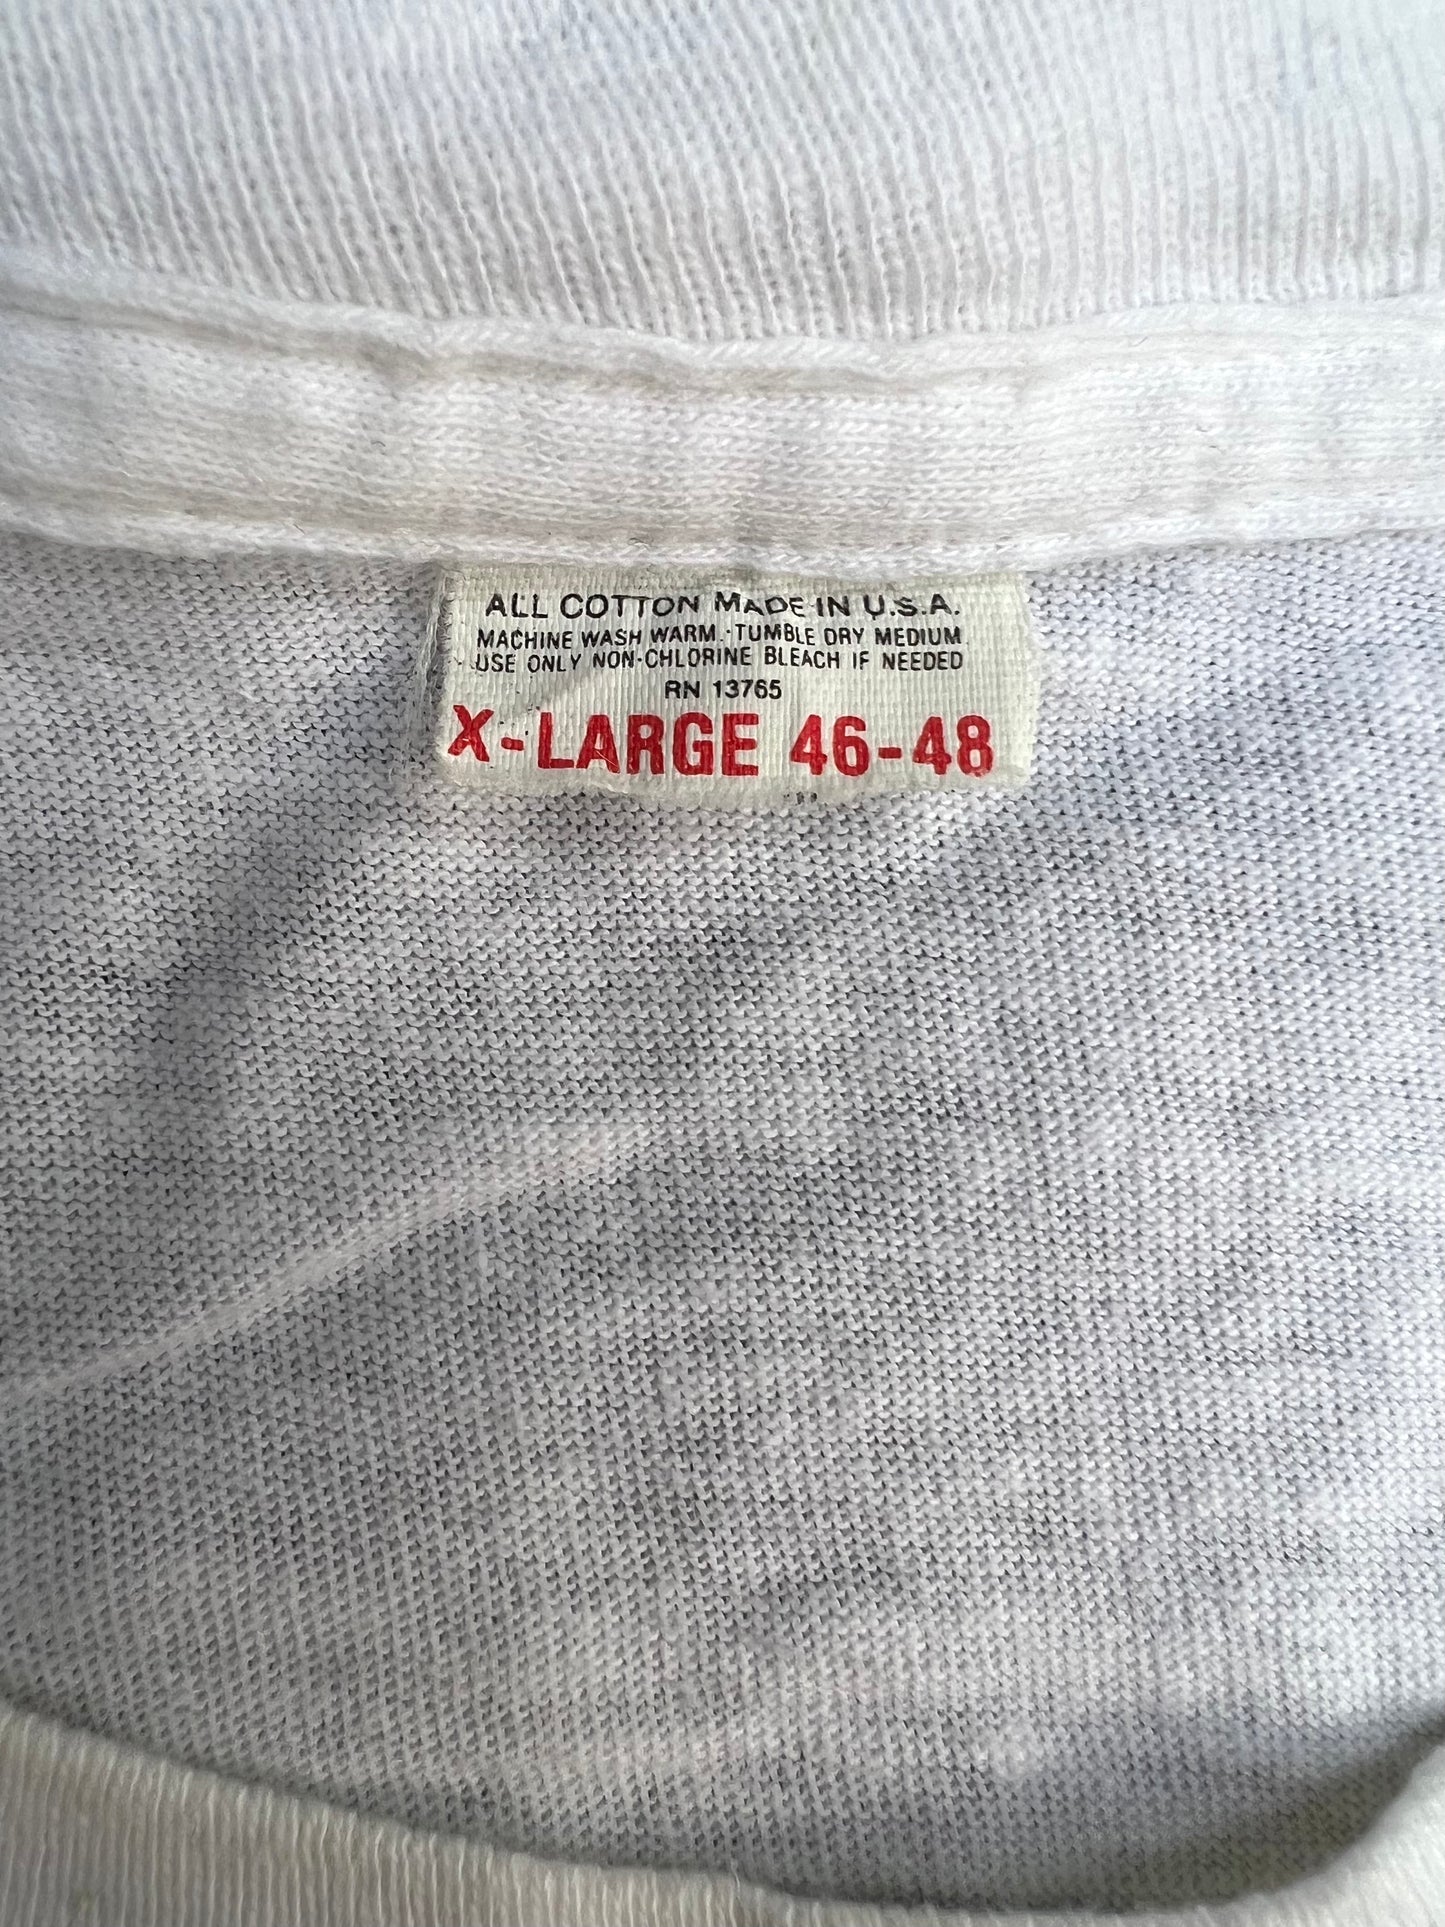 ALL COTTON MADE IN U.S.A.
MACHINE WASH WARM · TUMBLE DRY MEDIUM
USE ONLY NON-CHLORINE BLEACH IF NEEDED
RN 13765
X-LARGE 46-48